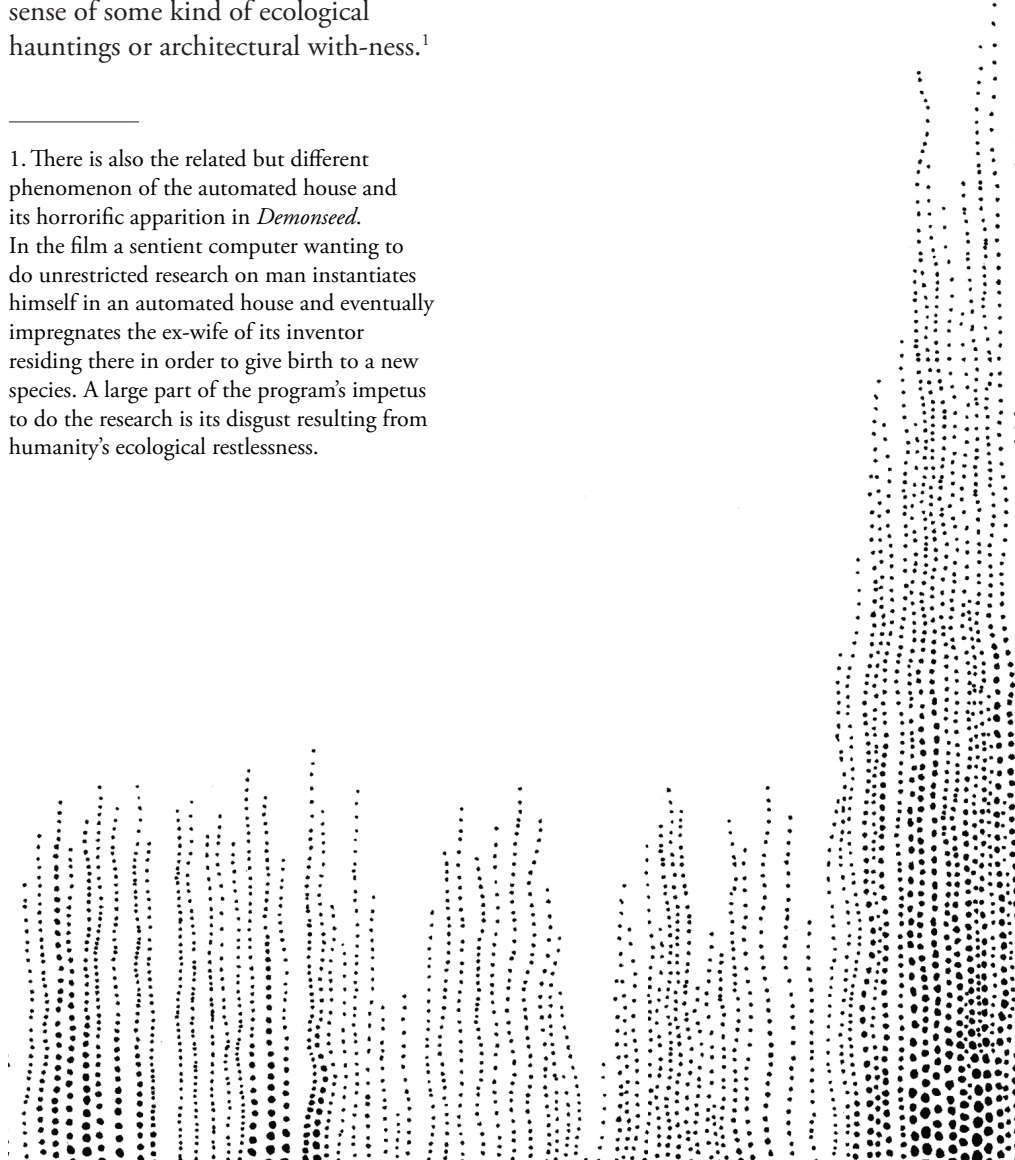 sense of some kind of ecological
hauntings or architectural with-ness.1
1. There is also the related but different
phenomenon of the automated house and
its horrorific apparition in Demonseed.
In the film a sentient computer wanting to
do unrestricted research on man instantiates
himself in an automated house and eventually
impregnates the ex-wife of its inventor
residing there in order to give birth to a new
species. A large part of the program’s impetus
to do the research is its disgust resulting from
humanity’s ecological restlessness.